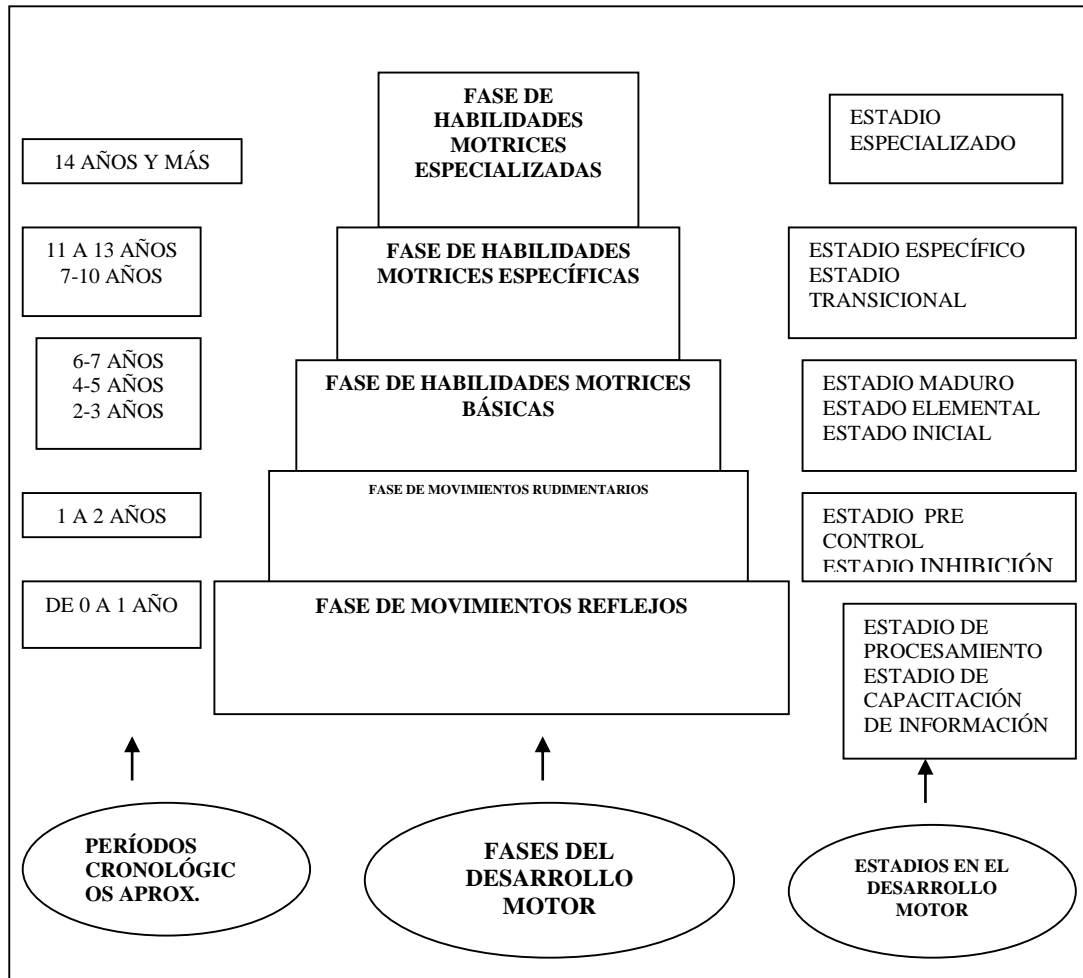 FASE DE
HABILIDADES
MOTRICES
ESPECIALIZADAS
ESTADIO
ESPECIALIZADO
14 AÑOS Y MÁS
11 A 13 AÑOS
7-10 AÑOS
FASE DE HABILIDADES
MOTRICES ESPECÍFICAS
ESTADIO ESPECÍFICO
ESTADIO
TRANSICIONAL
6-7 AÑOS
4-5 AÑOS
2-3 AÑOS
FASE DE HABILIDADES MOTRICES
BÁSICAS
ESTADIO MADURO
ESTADO ELEMENTAL
ESTADO INICIAL
1 A 2 AÑOS
FASE DE MOVIMIENTOS RUDIMENTARIOS
ESTADIO PRE
CONTROL
ESTADIO INHIBICIÓN
DE 0 A 1 AÑO
FASE DE MOVIMIENTOS REFLEJOS
ESTADIO DE
PROCESAMIENTO
ESTADIO DE
CAPACITACIÓN
DE INFORMACIÓN
PERÍODOS
CRONOLÓGIC
OS APROX.
FASES DEL
DESARROLLO
MOTOR
ESTADIOS EN EL
DESARROLLO
MOTOR